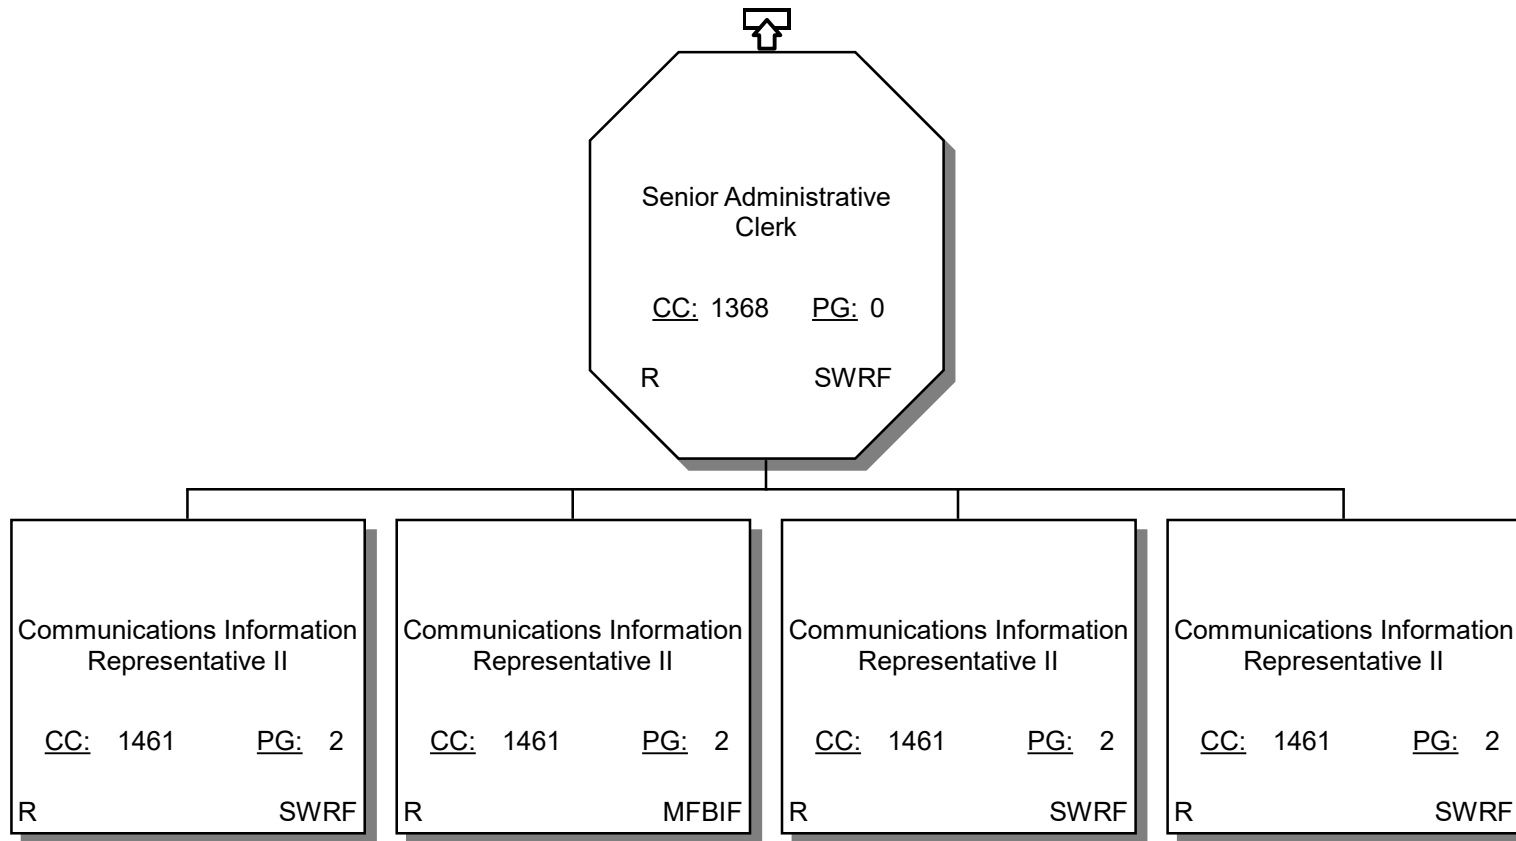 Senior Administrative
Clerk
CC: 1368 PG: 0
R SWRF
Communications Information
Representative II
CC: 1461 PG: 2
R SWRF
Communications Information
Representative II
CC: 1461 PG: 2
R MFBIF
Communications Information
Representative II
CC: 1461 PG: 2
R SWRF
Communications Information
Representative II
CC: 1461 PG: 2
R SWRF